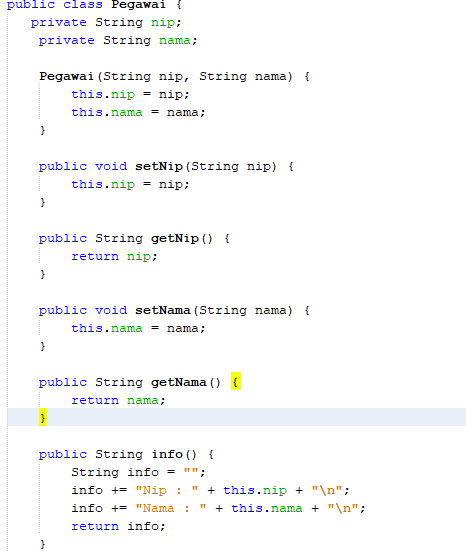 public class Pegawai {
private String nip;
private String nama;
Pegawai(String nip, String nama) {
this.nip = nip;
this.nama = nama;
}
public void setNip(String nip) {
this.nip = nip;
}
public String getNip() {
return nip;
}
public void setNama(String nama) {
this.nama = nama;
}
public String getNama() {
return nama;
}
public String info() {
String info = "";
info += "Nip : " + this.nip + "\n";
info += "Nama : " + this.nama + "\n";
return info;
}